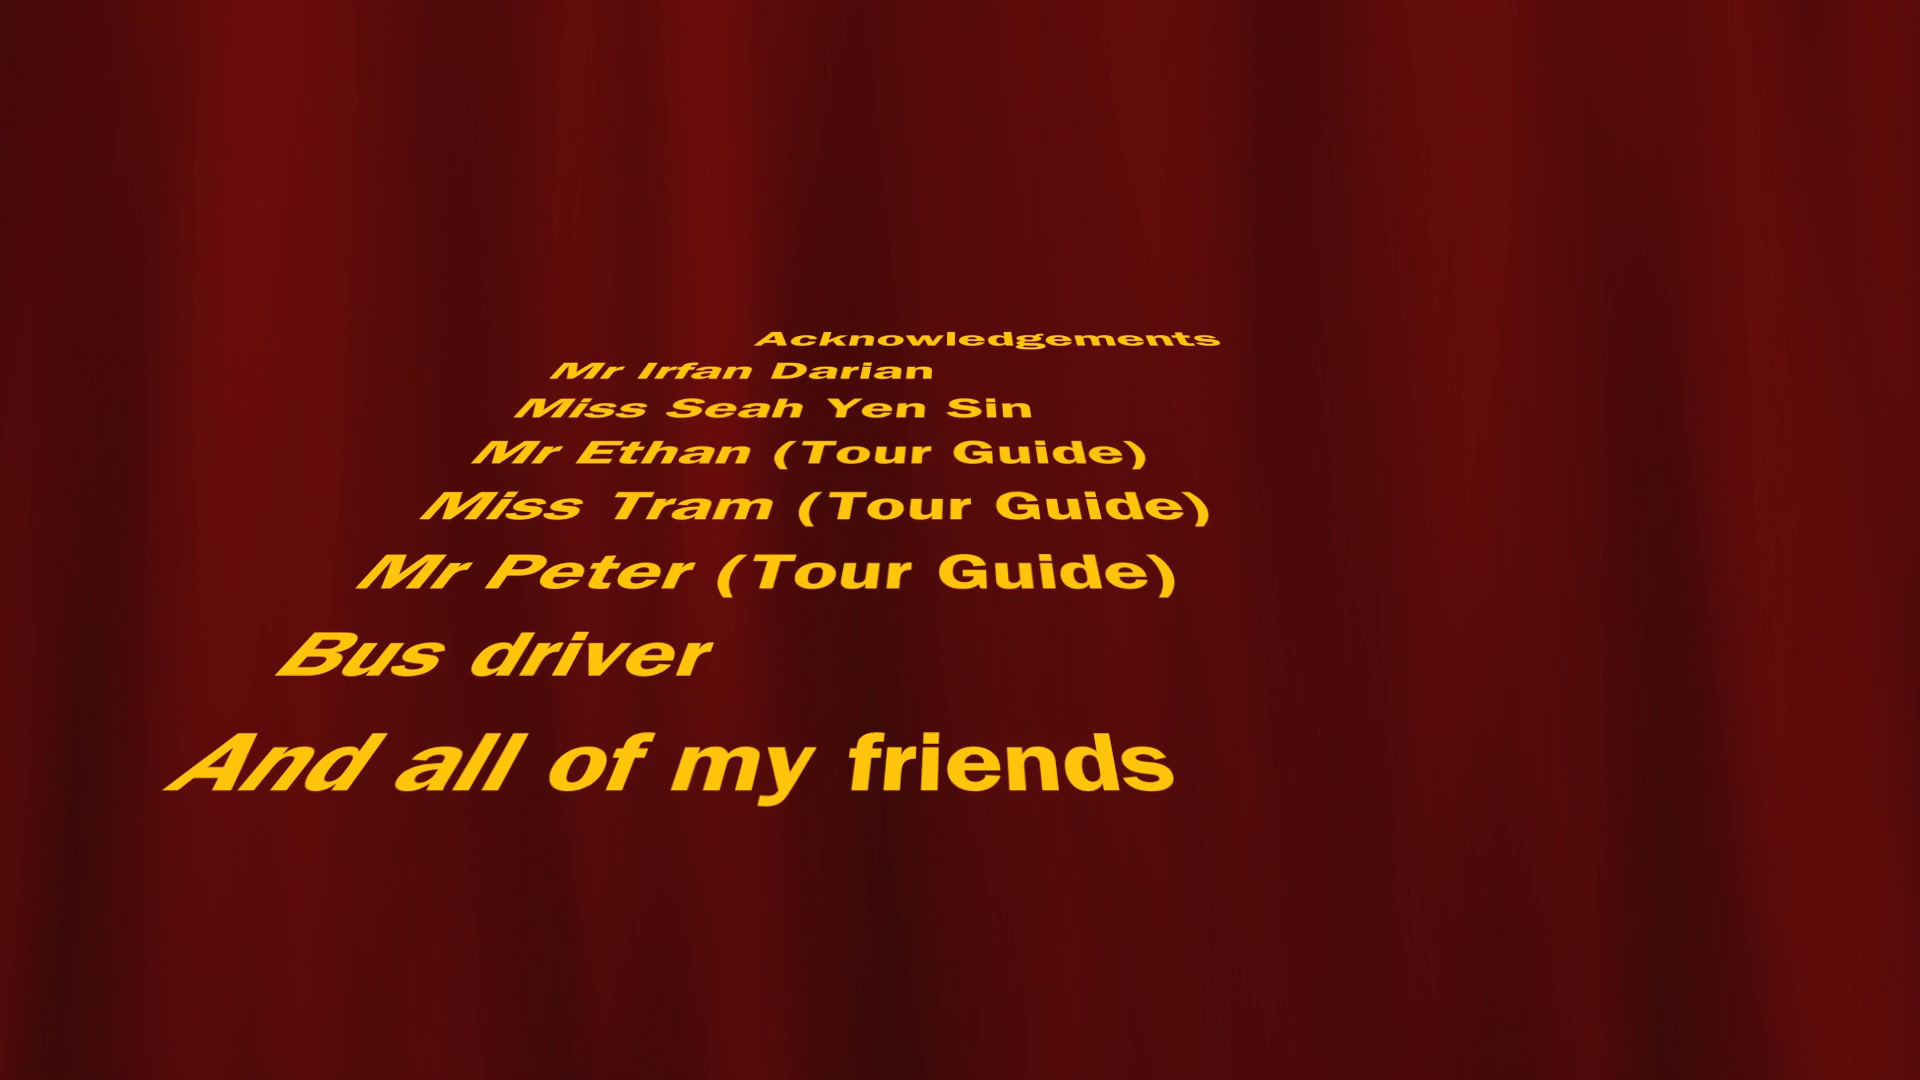 Acknowledgements
Mr Irfan Darian
Miss Seah Yen Sin
Mr Ethan (Tour Guide)
Miss Tram (Tour Guide)
Mr Peter (Tour Guide)
Bus driver
And all of my friends